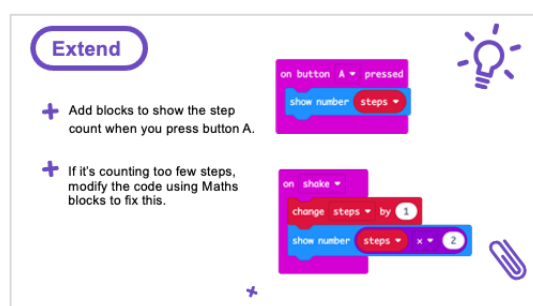 Extend
Add blocks to show the step
count when you press button A.
on button A pressed
show number steps
If it's counting too few steps,
modify the code using Maths
blocks to fix this.
on shake
change steps by 1
show number steps × 2